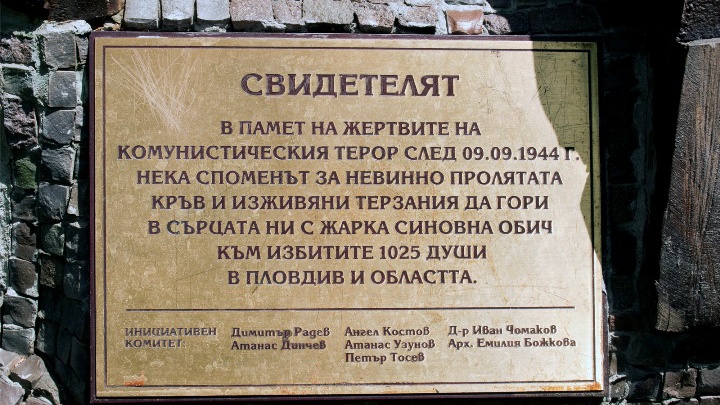 СВИДЕТЕЛЯТ
В ПАМЕТ НА ЖЕРТВИТЕ НА
КОМУНИСТИЧЕСКИЯ ТЕРОР СЛЕД 09.09.1944 Г.
НЕКА СПОМЕНЪТ ЗА НЕВИННО ПРОЛЯТАТА
КРЪВ И ИЗЖИВЯНИ ТЕРЗАНИЯ ДА ГОРИ
В СЪРЦАТА НИ С ЖАРКА СИНОВНА ОБИЧ
КЪМ ИЗБИТИТЕ 1025 ДУШИ
В ПЛОВДИВ И ОБЛАСТТА.
ИНИЦИАТИВЕН КОМИТЕТ:
Димитър Радев
Атанас Динчев
Ангел Костов
Атанас Узунов
Петър Тосев
Д-р Иван Чомаков
Арх. Емилия Божкова